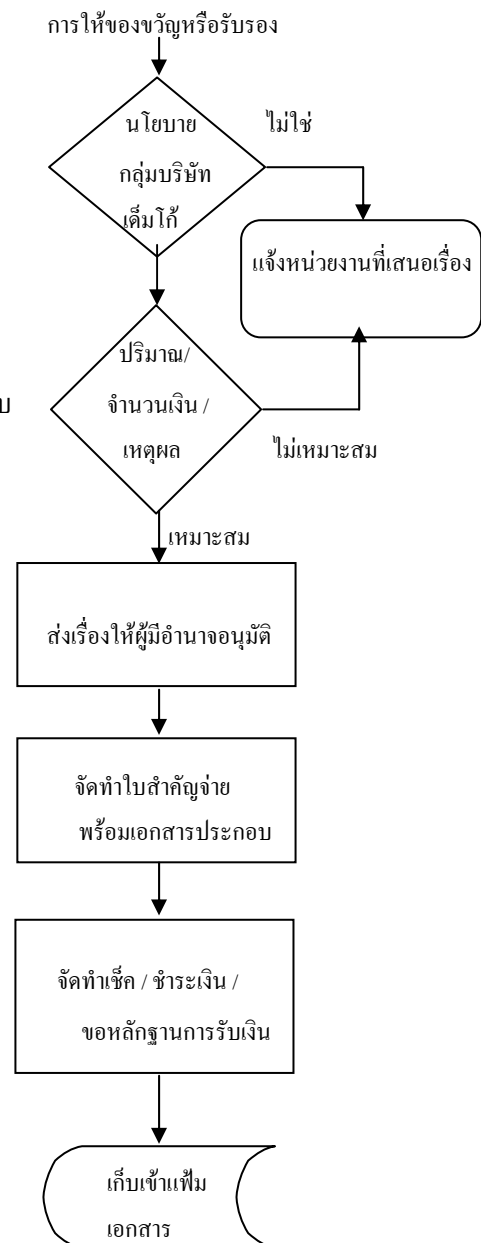 การให้ของขวัญหรือรับรอง
นโยบาย
ไม่ใช่
กลุ่มบริษัท
เด็มโก้
แจ้งหน่วยงานที่เสนอเรื่อง
ปริมาณ/
จำนวนเงิน /
เหตุผล
ไม่เหมาะสม
เหมาะสม
ส่งเรื่องให้ผู้มีอำนาจอนุมัติ
จัดทำใบสำคัญจ่าย
พร้อมเอกสารประกอบ
จัดทำเช็ค / ชำระเงิน /
ขอหลักฐานการรับเงิน
เก็บเข้าแฟ้ม
เอกสาร